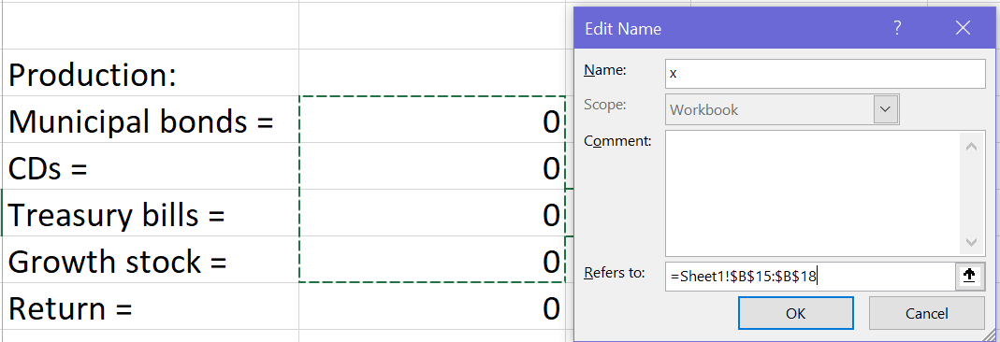 Production:
Municipal bonds = 0
CDs = 0
Treasury bills = 0
Growth stock = 0
Return = 0
Edit Name ?
Name: x
Scope: Workbook
Comment:
Refers to: =Sheet1!$B$15:$B$18
OK Cancel